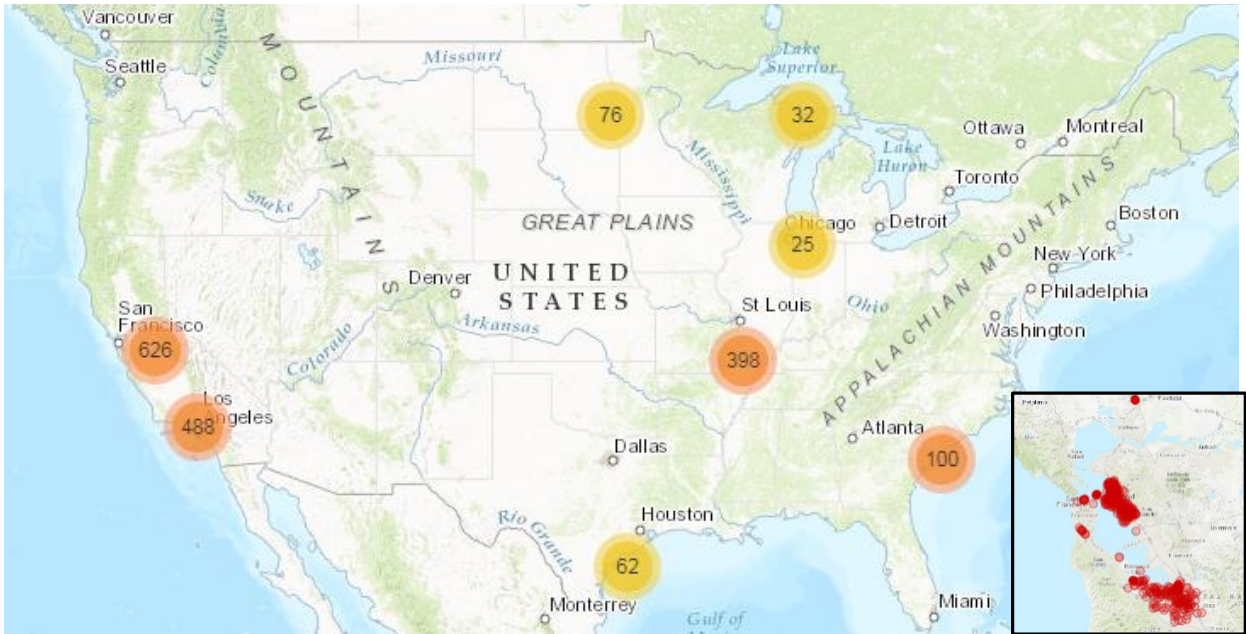 Vancouver
Seattle
Columbia
MOUNTAINS
Missouri
76
Lake
Superior
32
Ottawa
Montreal
Lake
Huron
Toronto
Mississippi
Snake
GREAT PLAINS
Chicago
25
Detroit
Boston
New York
Philadelphia
Washington
APPALACHIAN MOUNTAINS
Denver
UNITED
STATES
St Louis
Ohio
San
Francisco
626
Colorado
Arkansas
398
Los
Angeles
488
Atlanta
100
Dallas
Houston
Rio Grande
62
Monterrey
Gulf of
Miami